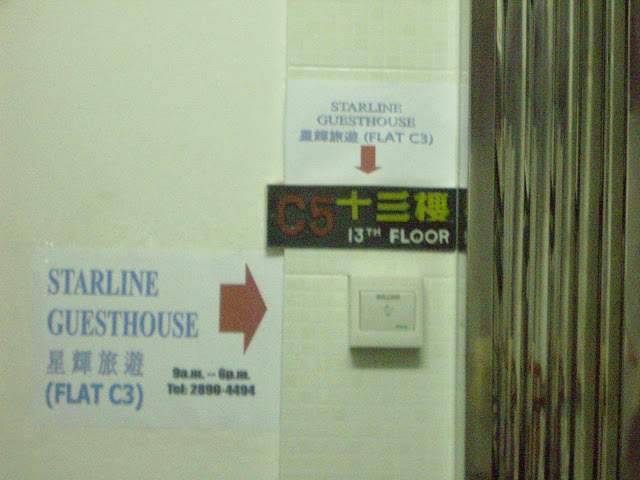 STARLINE
GUESTHOUSE
星輝旅遊 (FLAT C3)
C5 十三樓
13TH FLOOR
STARLINE
GUESTHOUSE
星輝旅遊
(FLAT C3)
9a.m. – 6p.m.
Tel: 2890-4494